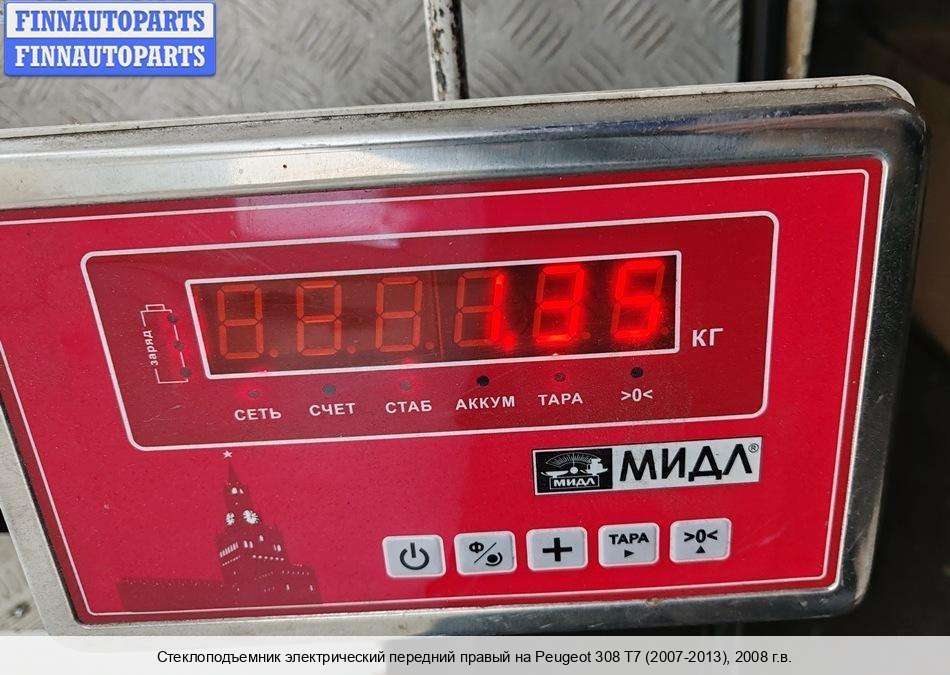 FINNAUTOPARTS
FINNAUTOPARTS
1.35
КГ
заряд
СЕТЬ СЧЕТ СТАБ АККУМ ТАРА >0<
МИДЛ МИДЛ®
Ф/ + ТАРА >0<
Стеклоподъемник электрический передний правый на Peugeot 308 T7 (2007-2013), 2008 г.в.